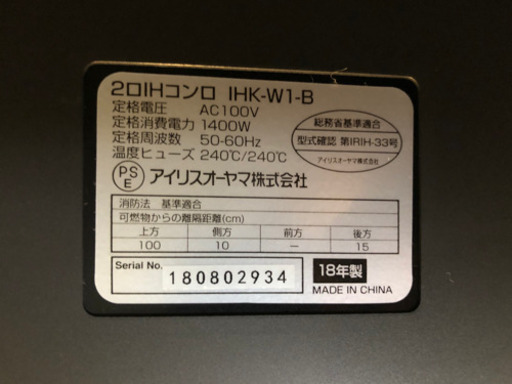 2口IHコンロ IHK-W1-B
定格電圧 AC100V
定格消費電力 1400W
定格周波数 50-60Hz
温度ヒューズ 240℃/240℃
総務省基準適合
型式確認 第IRIH-33号
アイリスオーヤマ株式会社
PS
E
アイリスオーヤマ株式会社
消防法 基準適合
可燃物からの離隔距離(cm)
上方 側方 前方 後方
100 10 — 15
Serial No. 180802934
18年製
MADE IN CHINA